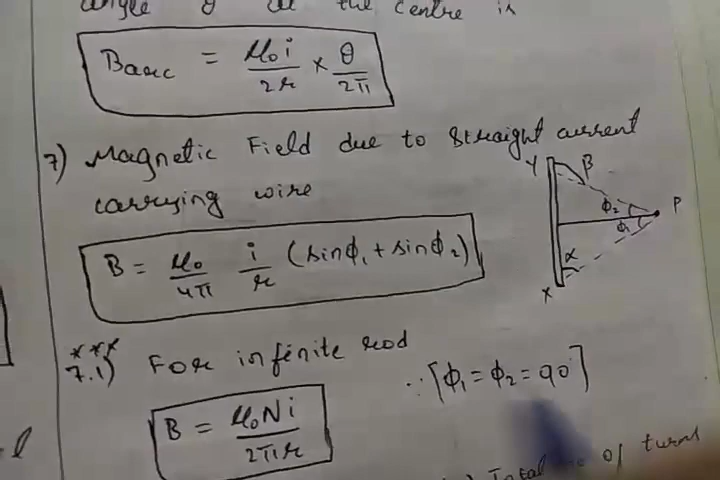 angle θ at the centre is
Barc = μ₀i / 2r × θ / 2π
7) Magnetic Field due to straight current
carrying wire
B = μ₀ / 4π i / r (sinϕ₁ + sinϕ₂)
Y β
ϕ₂ P
ϕ₁
α
X
***
7.1) For infinite rod
∵ [ϕ₁ = ϕ₂ = 90°]
B = μ₀Ni / 2πr
Total of turns